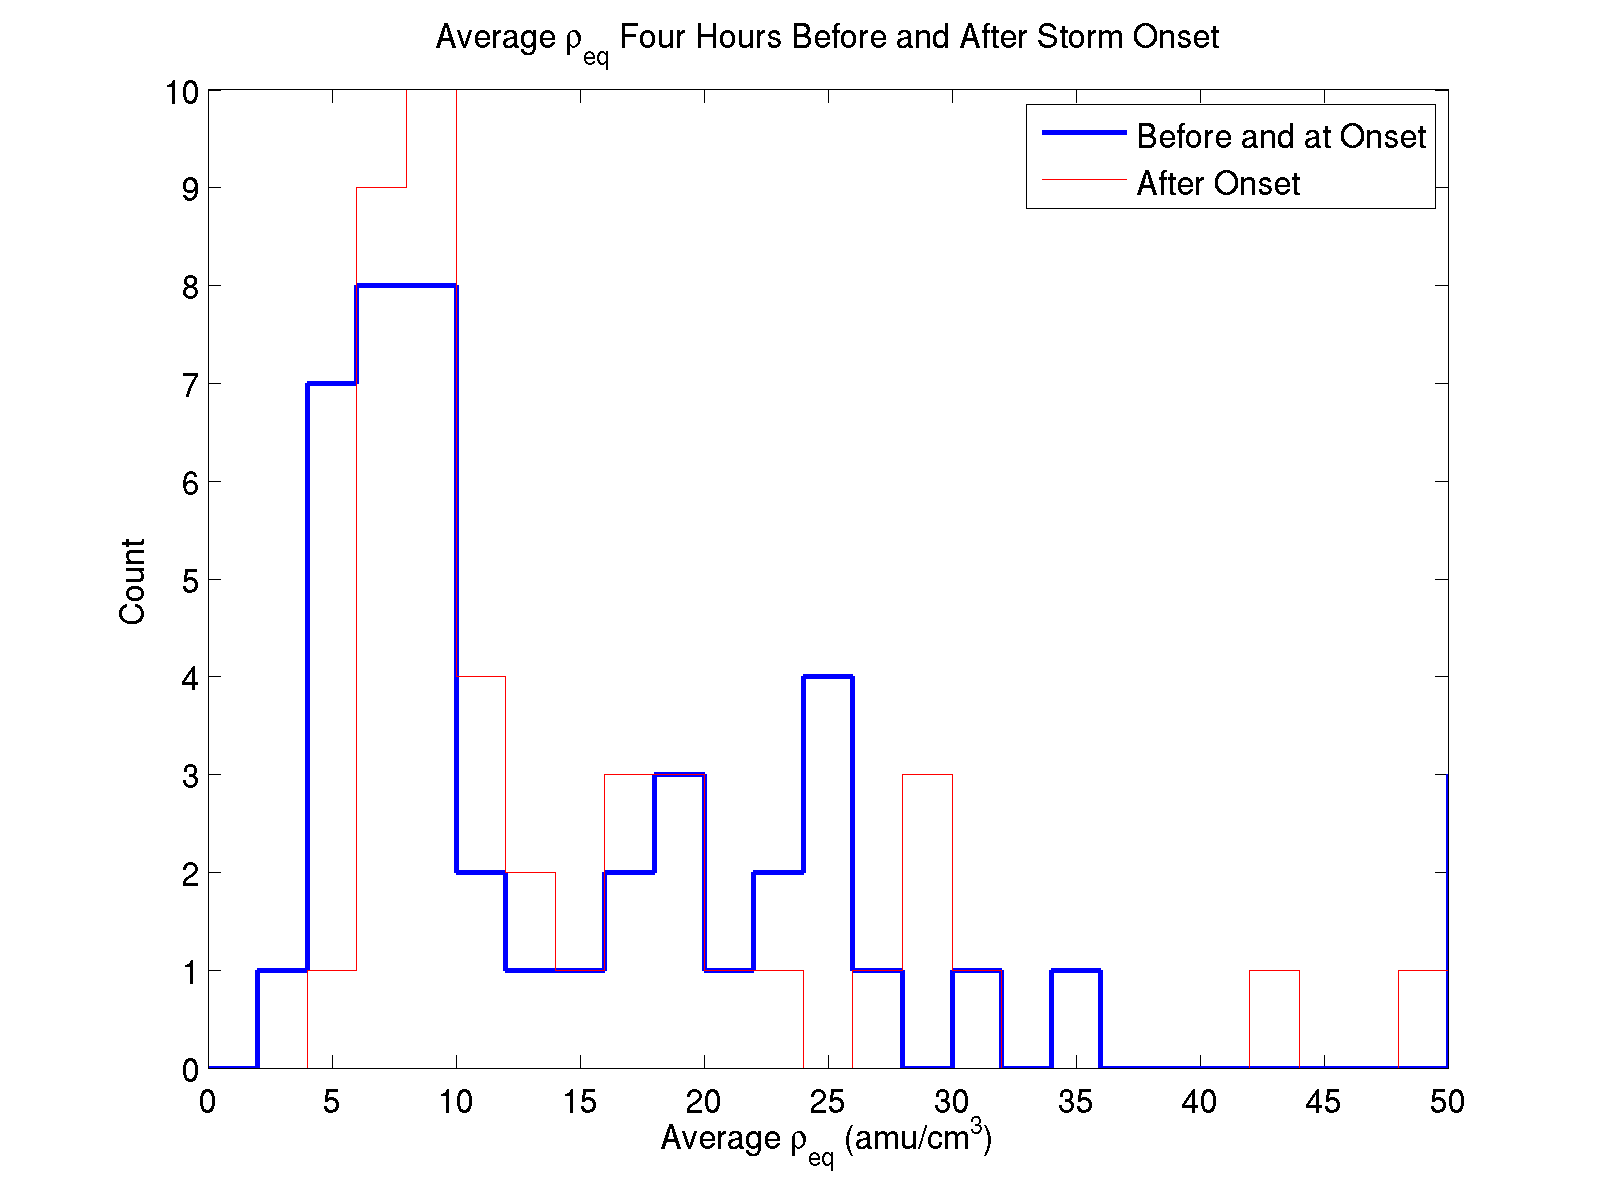 Average ρeq Four Hours Before and After Storm Onset
10
9
8
7
6
5
4
3
2
1
0
Count
Before and at Onset
After Onset
0 5 10 15 20 25 30 35 40 45 50
Average ρeq (amu/cm3)